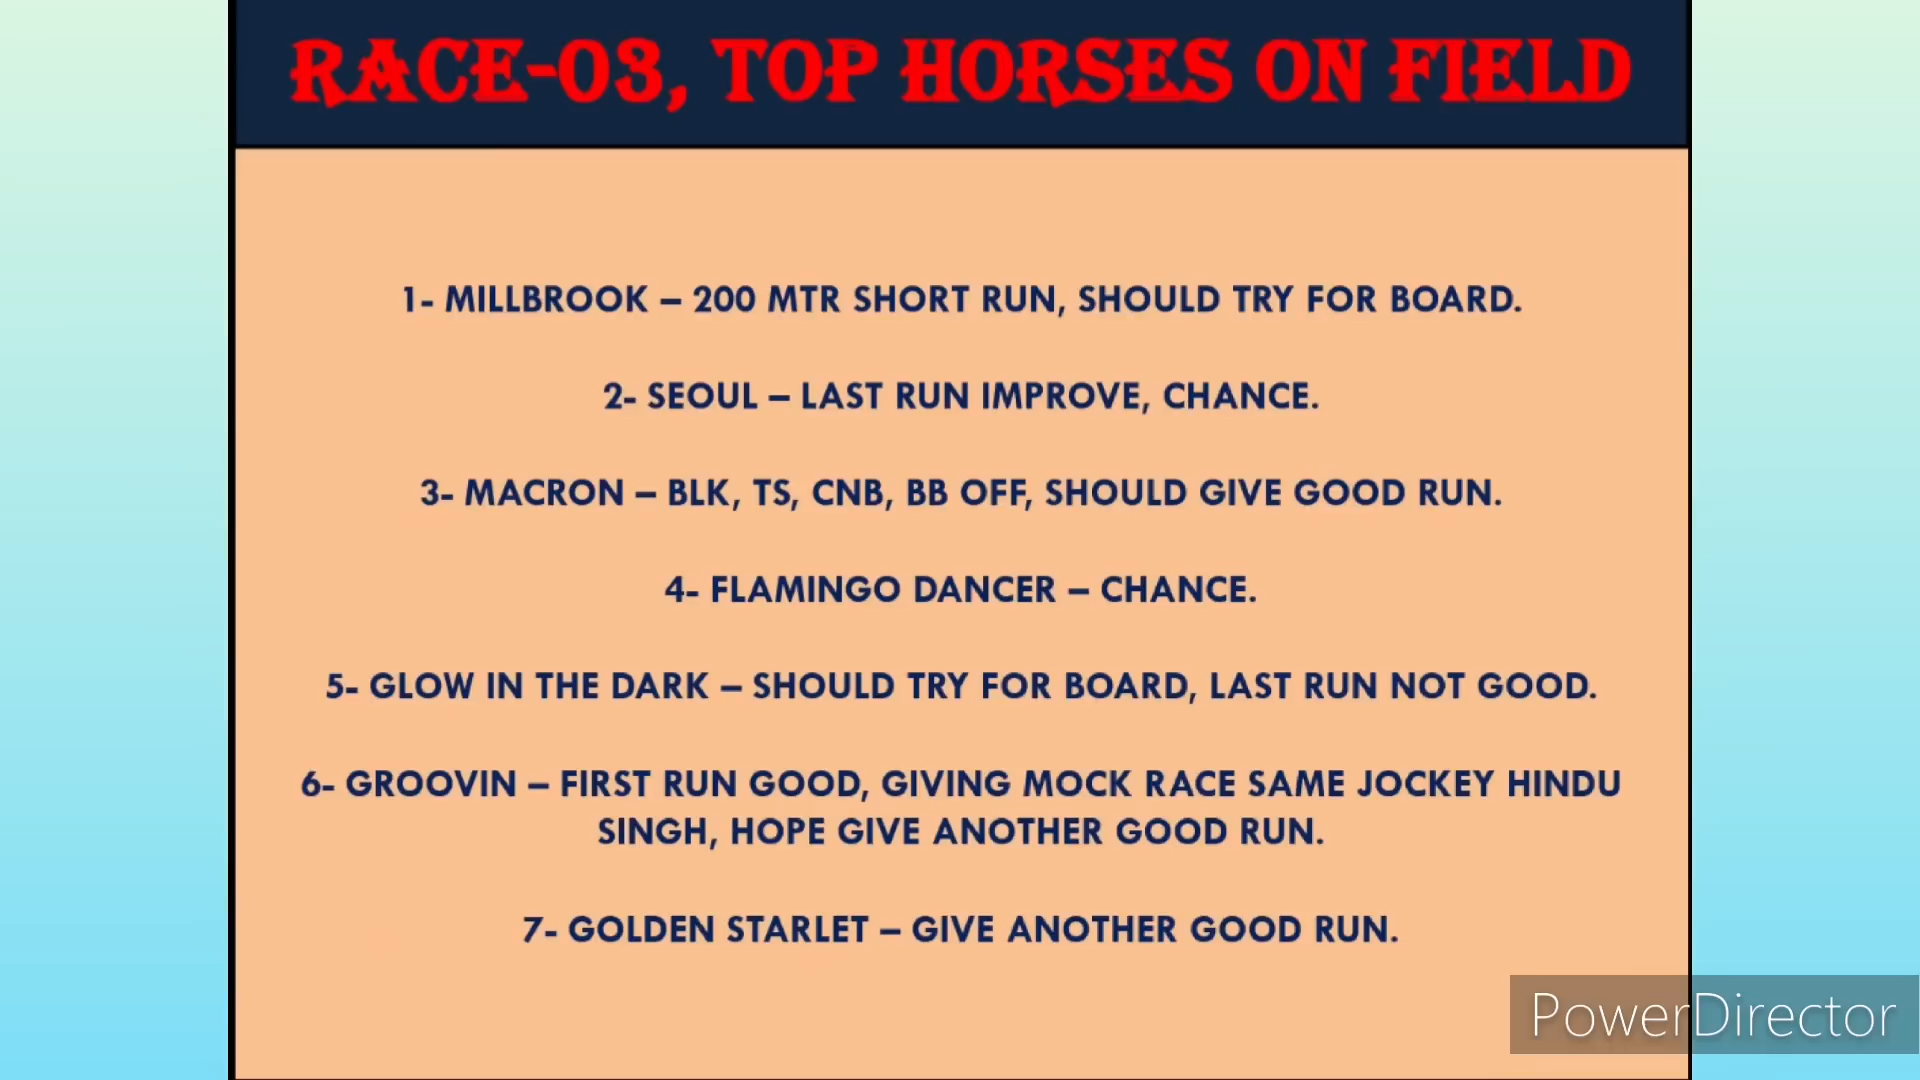 RACE-03, TOP HORSES ON FIELD
1- MILLBROOK – 200 MTR SHORT RUN, SHOULD TRY FOR BOARD.
2- SEOUL – LAST RUN IMPROVE, CHANCE.
3- MACRON – BLK, TS, CNB, BB OFF, SHOULD GIVE GOOD RUN.
4- FLAMINGO DANCER – CHANCE.
5- GLOW IN THE DARK – SHOULD TRY FOR BOARD, LAST RUN NOT GOOD.
6- GROOVIN – FIRST RUN GOOD, GIVING MOCK RACE SAME JOCKEY HINDU
SINGH, HOPE GIVE ANOTHER GOOD RUN.
7- GOLDEN STARLET – GIVE ANOTHER GOOD RUN.
PowerDirector